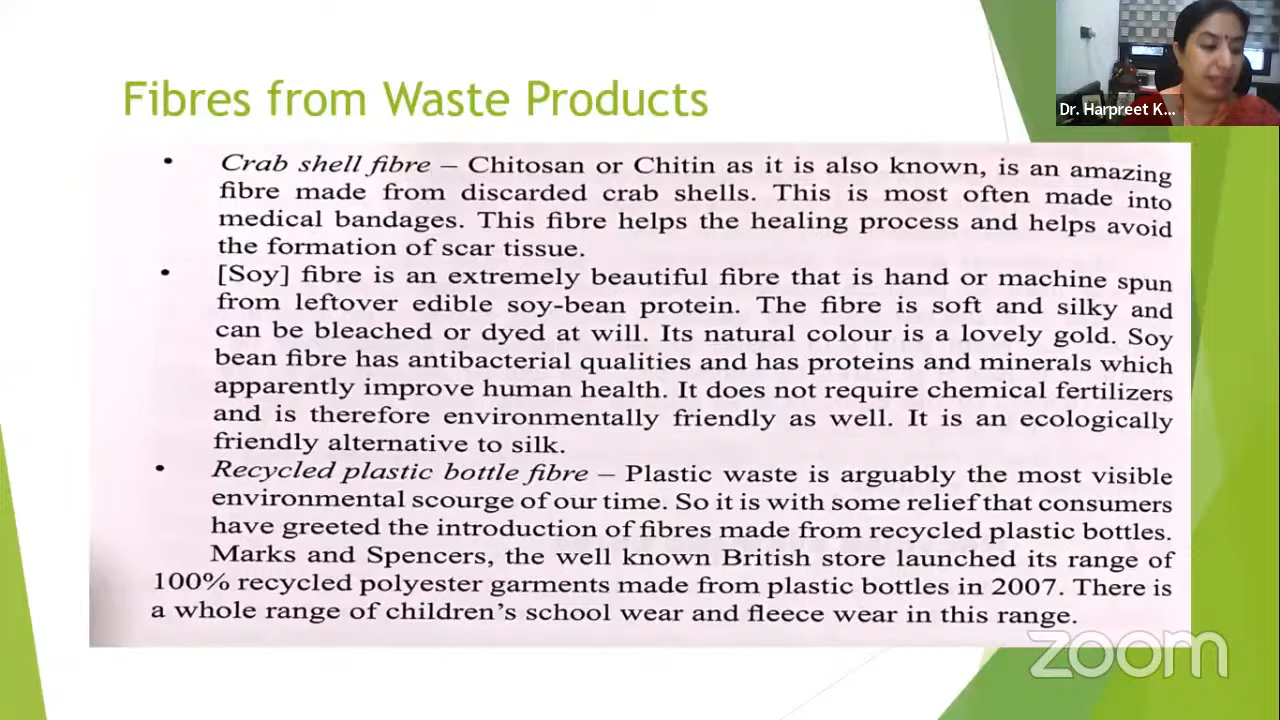 Fibres from Waste Products
Dr. Harpreet K...
• Crab shell fibre – Chitosan or Chitin as it is also known, is an amazing
fibre made from discarded crab shells. This is most often made into
medical bandages. This fibre helps the healing process and helps avoid
the formation of scar tissue.
• [Soy] fibre is an extremely beautiful fibre that is hand or machine spun
from leftover edible soy-bean protein. The fibre is soft and silky and
can be bleached or dyed at will. Its natural colour is a lovely gold. Soy
bean fibre has antibacterial qualities and has proteins and minerals which
apparently improve human health. It does not require chemical fertilizers
and is therefore environmentally friendly as well. It is an ecologically
friendly alternative to silk.
• Recycled plastic bottle fibre – Plastic waste is arguably the most visible
environmental scourge of our time. So it is with some relief that consumers
have greeted the introduction of fibres made from recycled plastic bottles.
Marks and Spencers, the well known British store launched its range of
100% recycled polyester garments made from plastic bottles in 2007. There is
a whole range of children's school wear and fleece wear in this range.
zoom